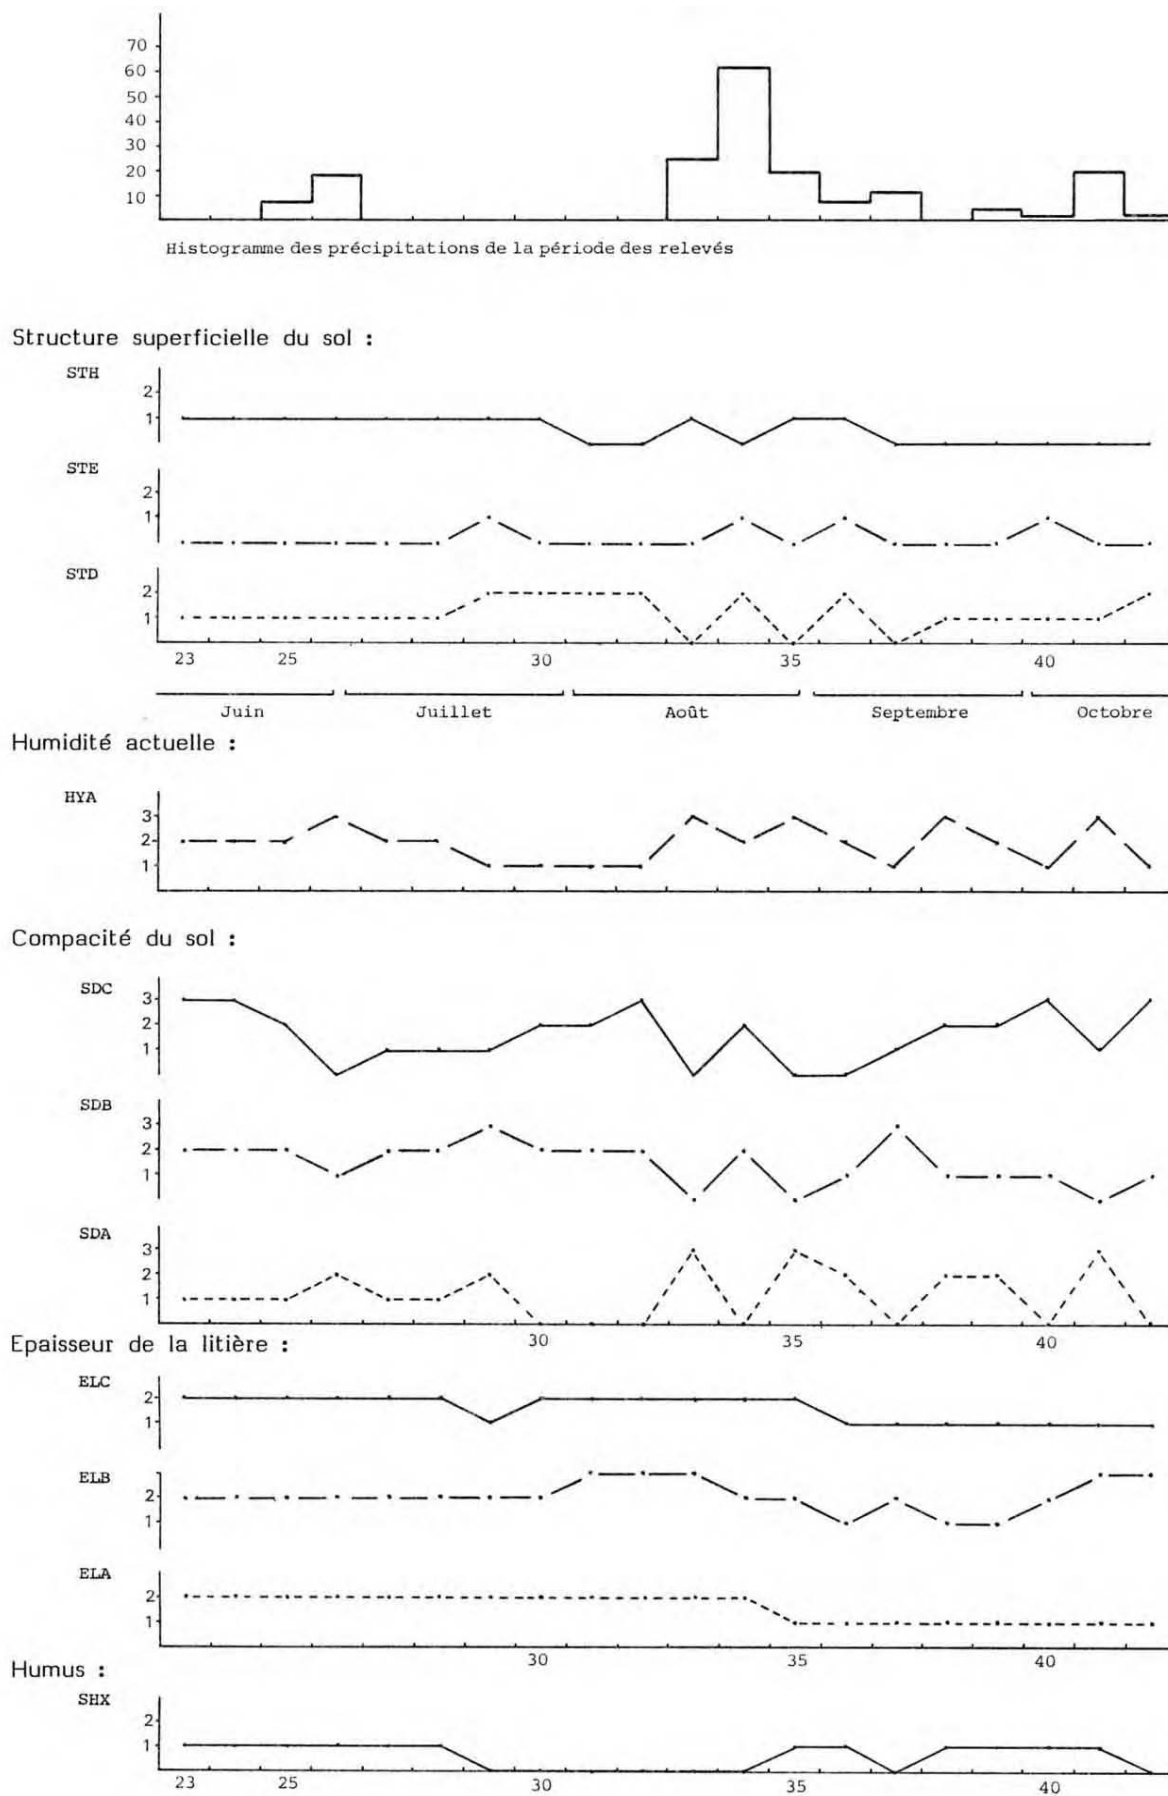 70
60
50
40
30
20
10
Histogramme des précipitations de la période des relevés
Structure superficielle du sol :
STH
2
1
STE
2
1
STD
2
1
23 25 30 35 40
Juin Juillet Août Septembre Octobre
Humidité actuelle :
HYA
3
2
1
Compacité du sol :
SDC
3
2
1
SDB
3
2
1
SDA
3
2
1
30 35 40
Epaisseur de la litière :
ELC
2
1
ELB
2
1
ELA
2
1
30 35 40
Humus :
SHX
2
1
23 25 30 35 40